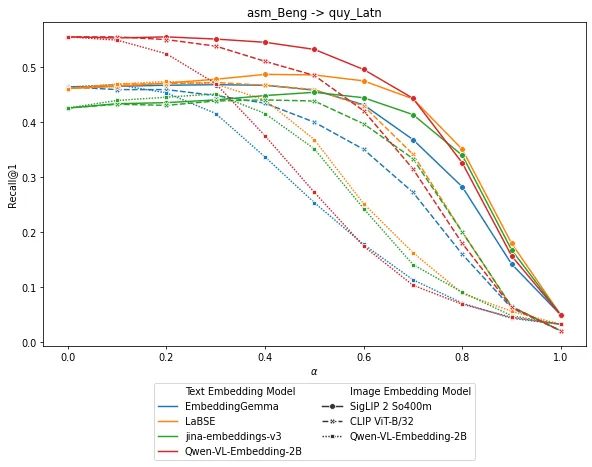 asm_Beng -> quy_Latn
Recall@1
0.5
0.4
0.3
0.2
0.1
0.0
0.0 0.2 0.4 0.6 0.8 1.0
α
Text Embedding Model
EmbeddingGemma
LaBSE
jina-embeddings-v3
Qwen-VL-Embedding-2B
Image Embedding Model
SigLIP 2 So400m
CLIP ViT-B/32
Qwen-VL-Embedding-2B